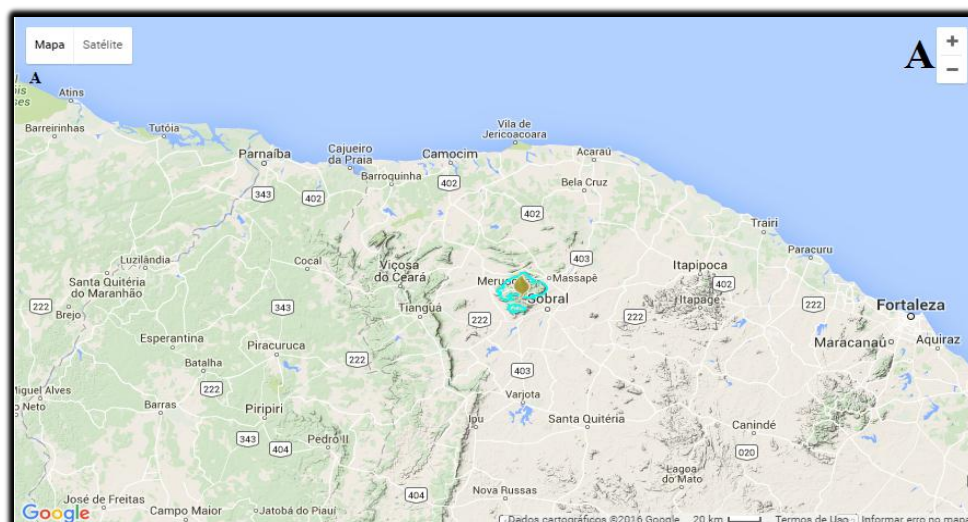 Mapa Satélite
A
A
+
−
Atins
Barreirinhas
Tutóia
Parnaíba
Cajueiro
da Praia
Barroquinha
Camocim
Vila de
Jericoacoara
Acaraú
Bela Cruz
402
343
402
402
Trairi
Paracuru
Luzilândia
Cocal
Viçosa
do Ceará
Massapê
403
Itapipoca
402
Santa Quitéria
do Maranhão
Itapagé
222
Brejo
343
Tianguá
222
Sobral
222
222
Fortaleza
Maracanaú
Aquiraz
Esperantina
Piracuruca
222
Batalha
222
403
Miguel Alves
Barras
Piripiri
Varjota
Ipu
Santa Quitéria
Canindé
343
404
Pedro II
020
Lagoa
do Mato
404
Nova Russas
José de Freitas
Campo Maior
Jatobá do Piauí
Google
Dados cartográficos ©2016 Google 20 km Termos de Uso Informar erro no mapa